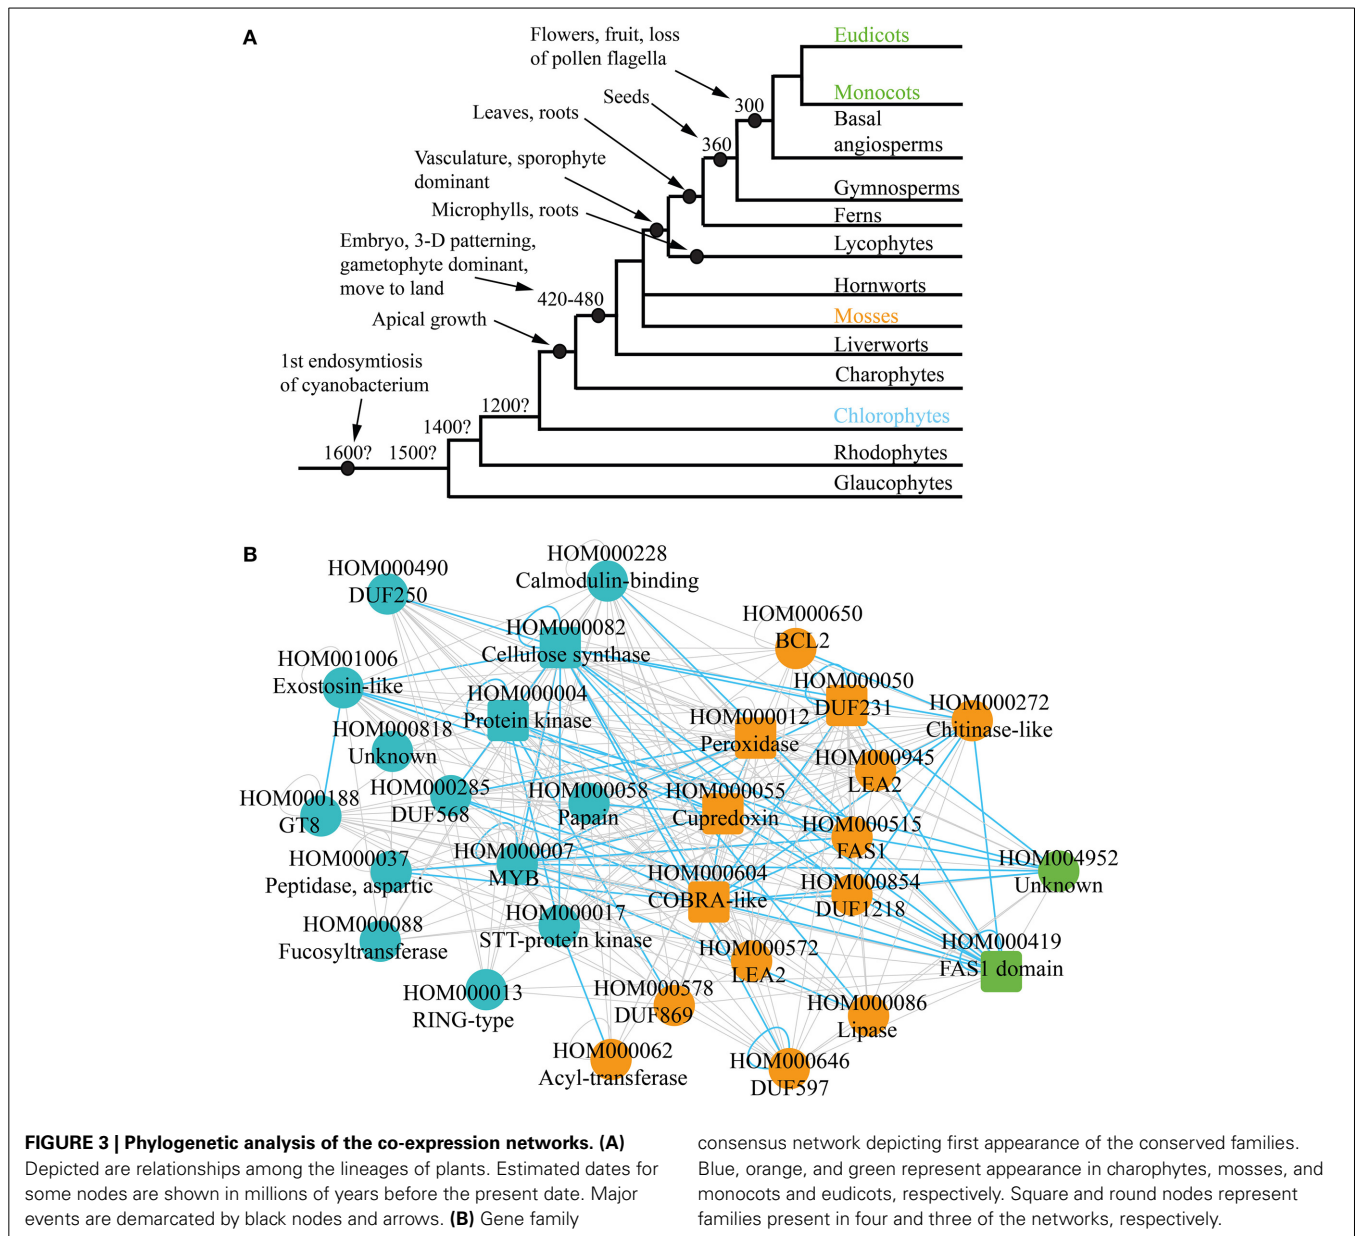 A
Flowers, fruit, loss
of pollen flagella
Eudicots
Seeds
300
Monocots
Leaves, roots
Basal
angiosperms
360
Vasculature, sporophyte
dominant
Gymnosperms
Microphylls, roots
Ferns
Embryo, 3-D patterning,
gametophyte dominant,
move to land
Lycophytes
420-480
Hornworts
Apical growth
Mosses
Liverworts
1st endosymtiosis
of cyanobacterium
Charophytes
1200?
Chlorophytes
1400?
1600?
1500?
Rhodophytes
Glaucophytes
B
HOM000228
Calmodulin-binding
HOM000490
DUF250
HOM000082
Cellulose synthase
HOM000650
BCL2
HOM001006
Exostosin-like
HOM000004
Protein kinase
HOM000050
DUF231
HOM000272
Chitinase-like
HOM000012
Peroxidase
HOM000818
Unknown
HOM000945
LEA2
HOM000188
GT8
HOM000285
DUF568
HOM000058
Papain
HOM000055
Cupredoxin
HOM000515
FAS1
HOM000037
Peptidase, aspartic
HOM000007
MYB
HOM000604
COBRA-like
HOM000854
DUF1218
HOM004952
Unknown
HOM000088
Fucosyltransferase
HOM000017
STT-protein kinase
HOM000572
LEA2
HOM000419
FAS1 domain
HOM000013
RING-type
HOM000578
DUF869
HOM000086
Lipase
HOM000062
Acyl-transferase
HOM000646
DUF597
FIGURE 3 | Phylogenetic analysis of the co-expression networks. (A)
Depicted are relationships among the lineages of plants. Estimated dates for
some nodes are shown in millions of years before the present date. Major
events are demarcated by black nodes and arrows. (B) Gene family
consensus network depicting first appearance of the conserved families.
Blue, orange, and green represent appearance in charophytes, mosses, and
monocots and eudicots, respectively. Square and round nodes represent
families present in four and three of the networks, respectively.